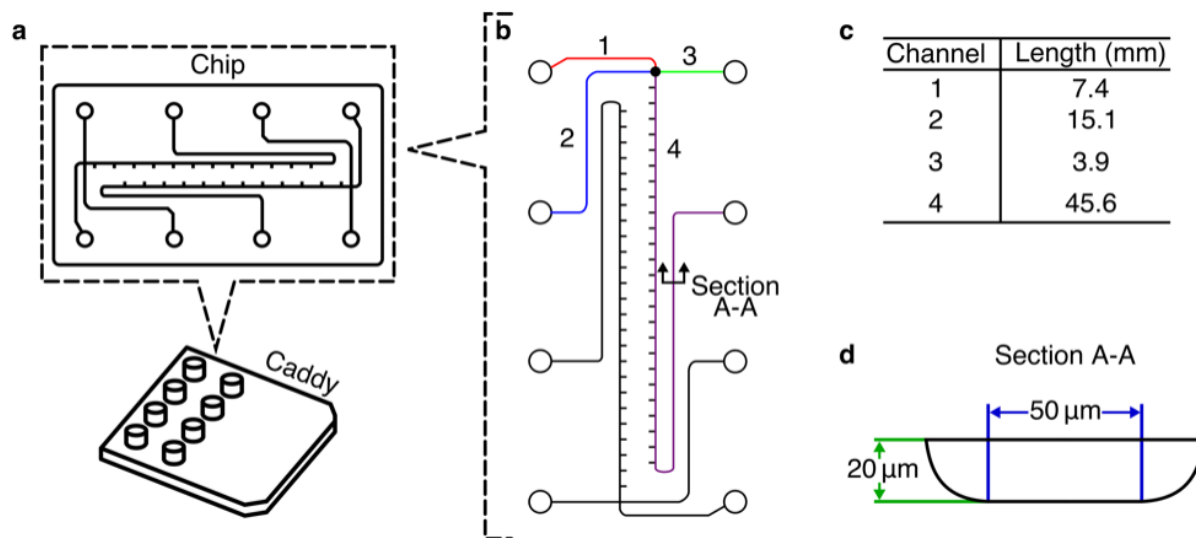 a
Chip
Caddy
b
1
3
2
4
Section
A-A
c
Channel Length (mm)
1 7.4
2 15.1
3 3.9
4 45.6
d
Section A-A
50 µm
20 µm